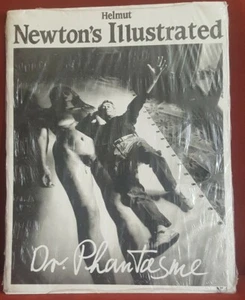 Helmut
Newton's Illustrated
Dr. Phantasme